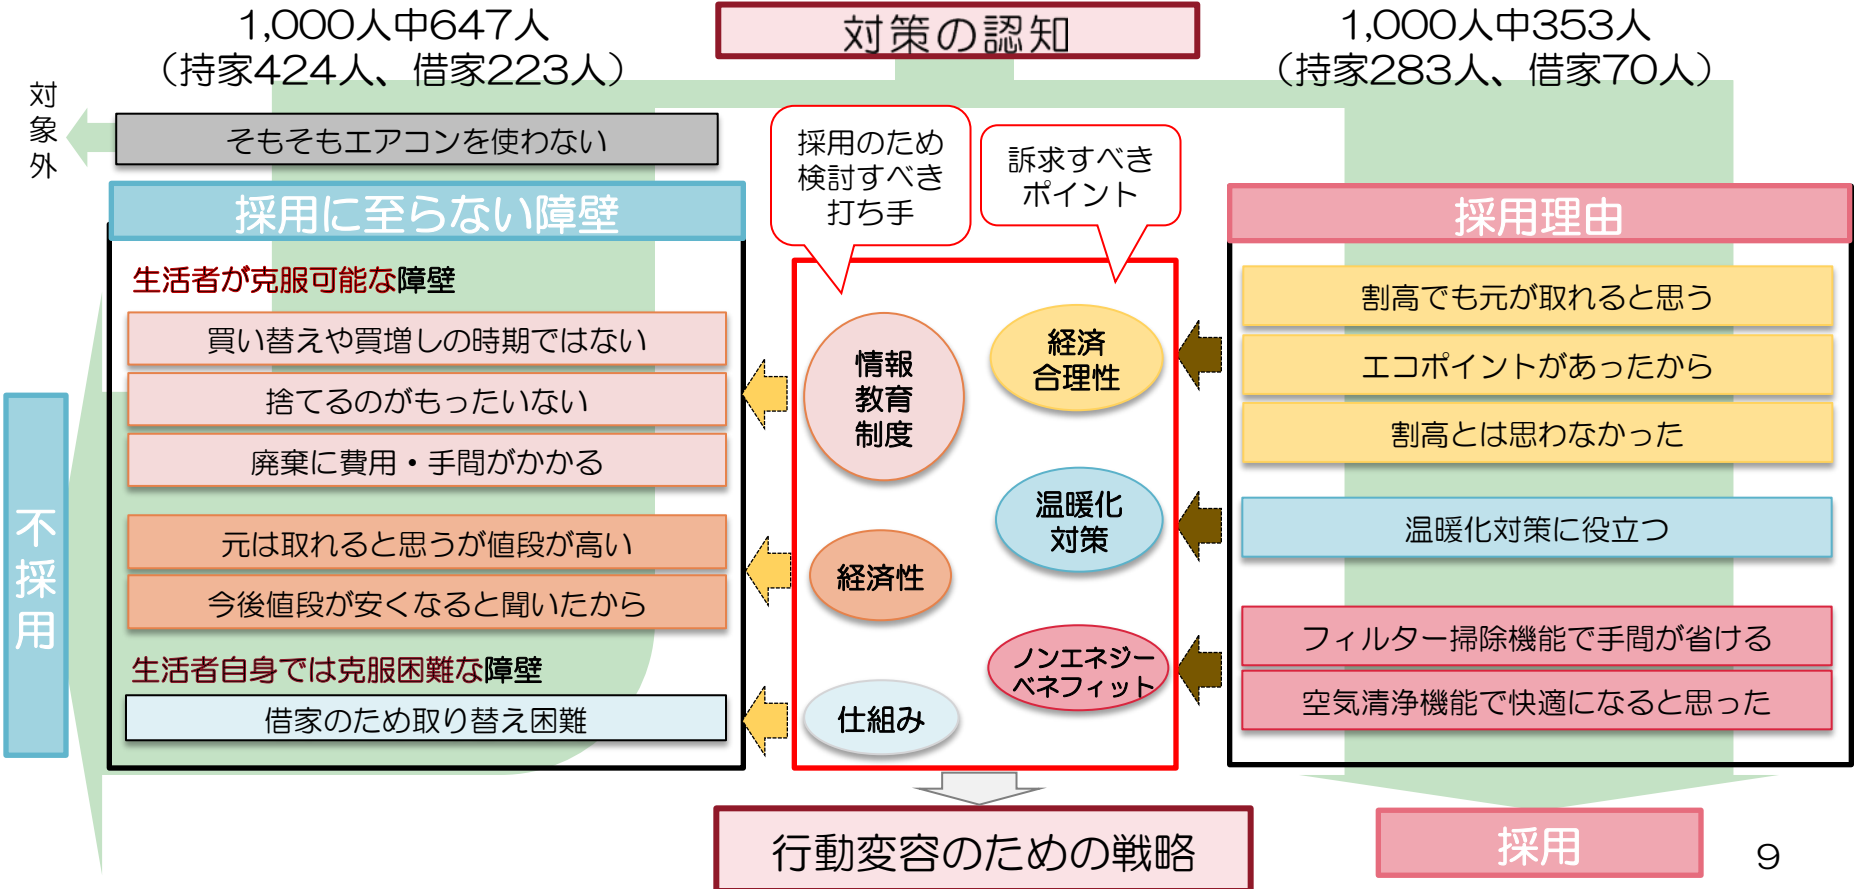 1,000人中647人
（持家424人、借家223人）
対策の認知
1,000人中353人
（持家283人、借家70人）
対象外
そもそもエアコンを使わない
採用に至らない障壁
生活者が克服可能な障壁
買い替えや買増しの時期ではない
捨てるのがもったいない
廃棄に費用・手間がかかる
元は取れると思うが値段が高い
今後値段が安くなると聞いたから
生活者自身では克服困難な障壁
借家のため取り替え困難
不採用
採用のため
検討すべき
打ち手
訴求すべき
ポイント
情報
教育
制度
経済性
仕組み
経済
合理性
温暖化
対策
ノンエネジー
ベネフィット
採用理由
割高でも元が取れると思う
エコポイントがあったから
割高とは思わなかった
温暖化対策に役立つ
フィルター掃除機能で手間が省ける
空気清浄機能で快適になると思った
行動変容のための戦略
採用
9